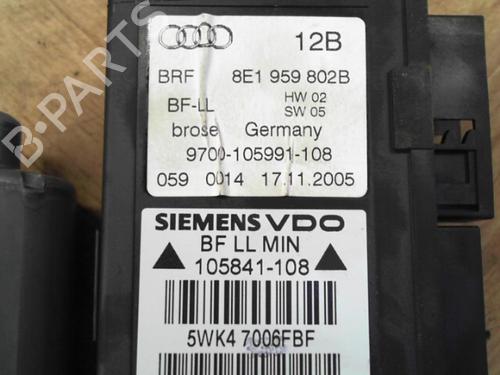 12B
BRF 8E1 959 802B
BF-LL HW 02
SW 05
brose Germany
9700-105991-108
059 0014 17.11.2005
SIEMENS VDO
BF LL MIN
105841-108
5WK4 7006FBF